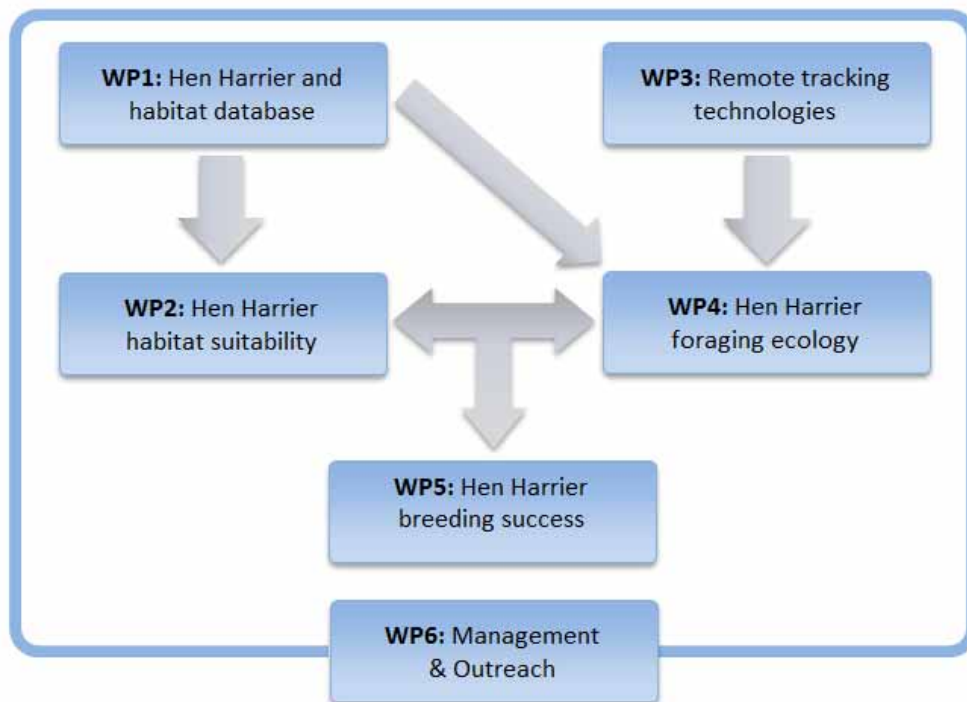 WP1: Hen Harrier and
habitat database
WP3: Remote tracking
technologies
WP2: Hen Harrier
habitat suitability
WP4: Hen Harrier
foraging ecology
WP5: Hen Harrier
breeding success
WP6: Management
& Outreach